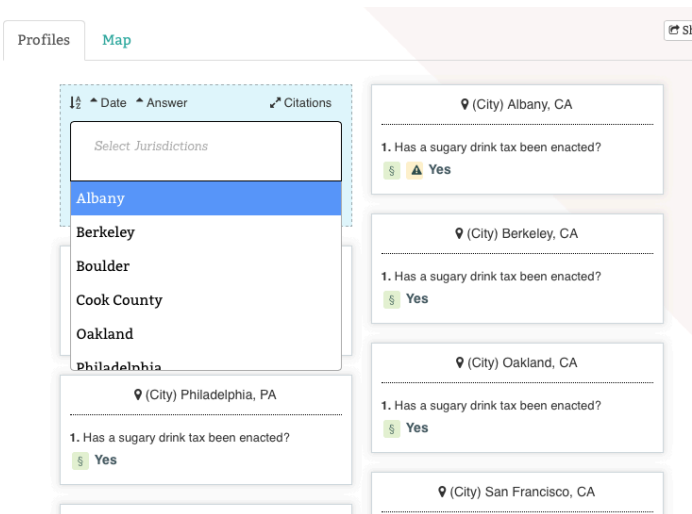 Profiles
Map
Date
Answer
Citations
Select Jurisdictions
Albany
Berkeley
Boulder
Cook County
Oakland
Philadelphia
(City) Philadelphia, PA
1. Has a sugary drink tax been enacted?
§ Yes
(City) Albany, CA
1. Has a sugary drink tax been enacted?
§ Yes
(City) Berkeley, CA
1. Has a sugary drink tax been enacted?
§ Yes
(City) Oakland, CA
1. Has a sugary drink tax been enacted?
§ Yes
(City) San Francisco, CA